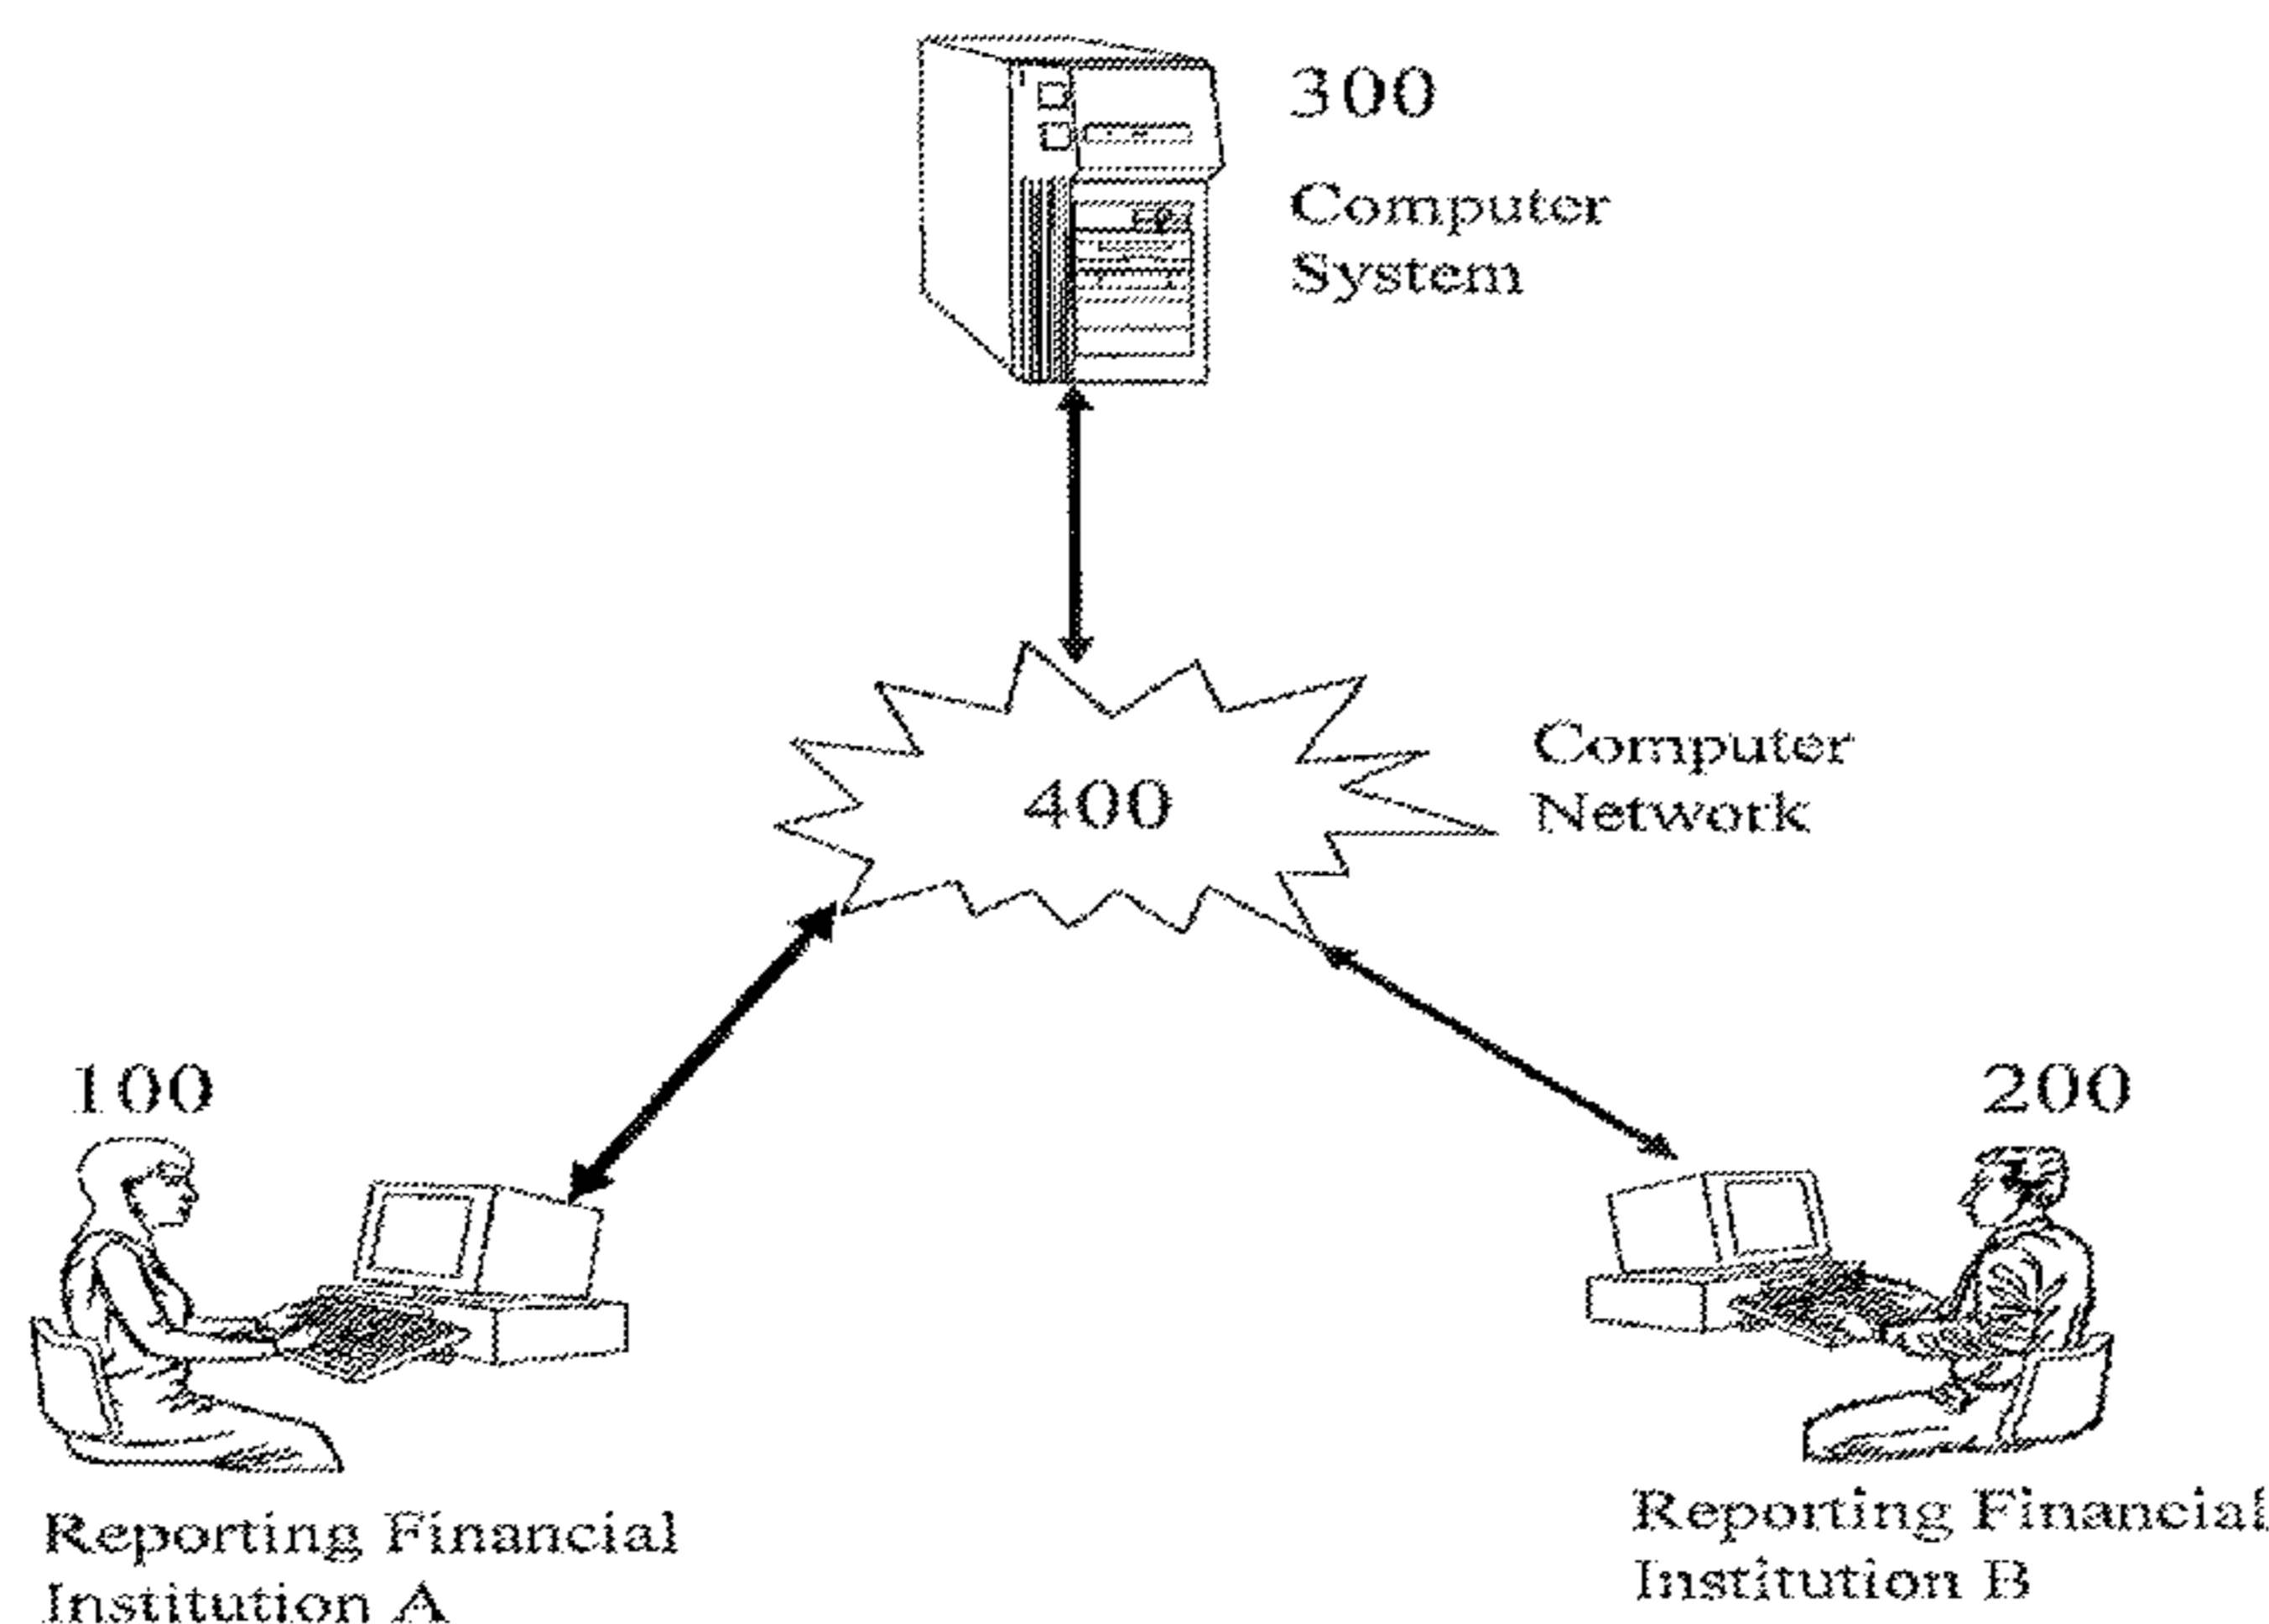 300
Computer
System
Computer
Network
400
100
200
Reporting Financial
Institution A
Reporting Financial
Institution B